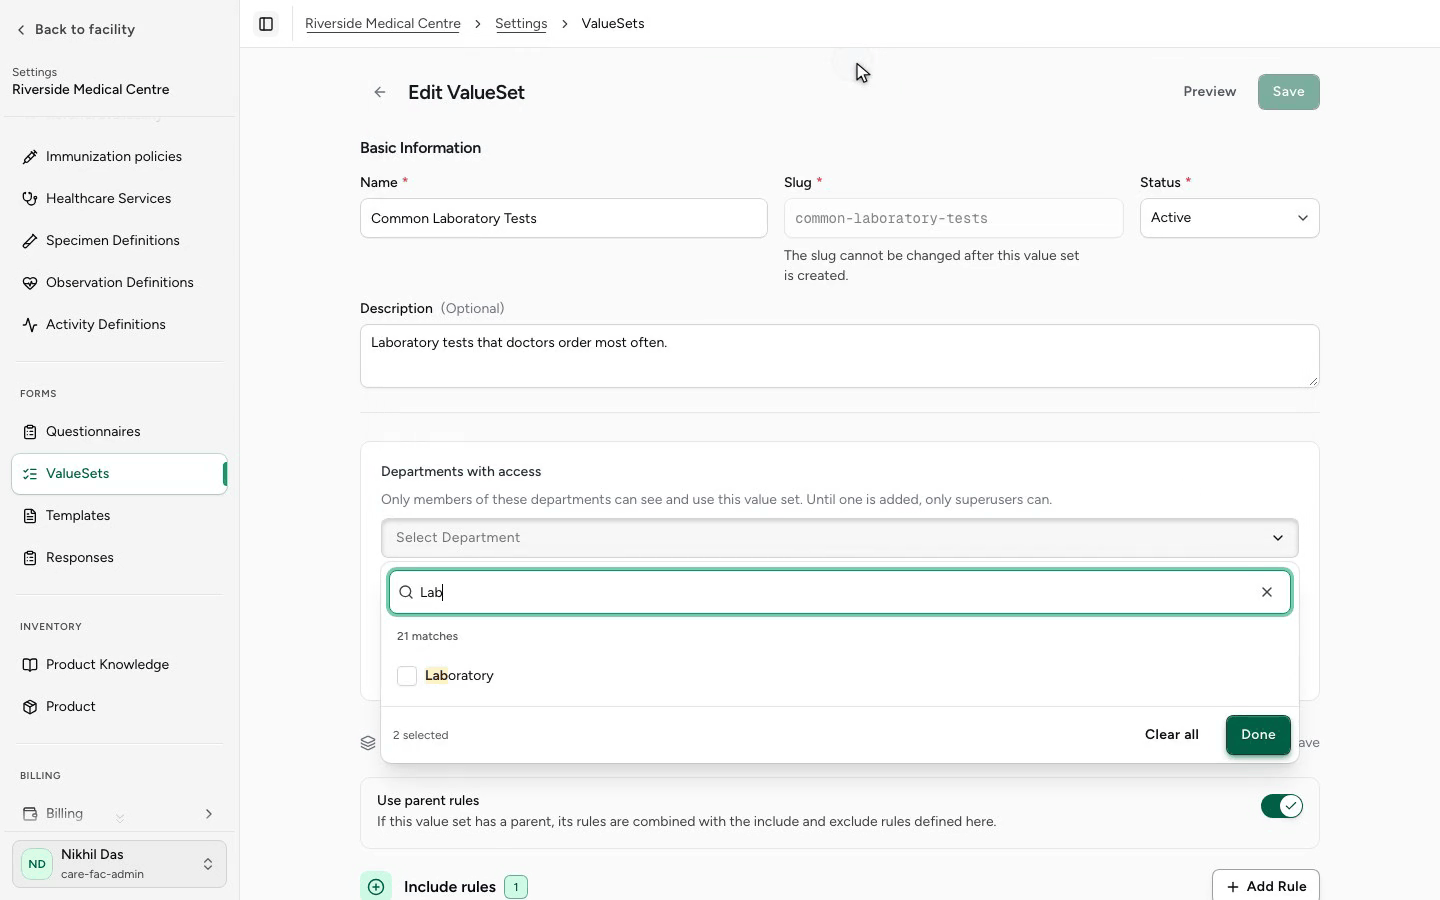 Back to facility
Settings
Riverside Medical Centre
Immunization policies
Healthcare Services
Specimen Definitions
Observation Definitions
Activity Definitions
FORMS
Questionnaires
ValueSets
Templates
Responses
INVENTORY
Product Knowledge
Product
BILLING
Billing
ND
Nikhil Das
care-fac-admin
Riverside Medical Centre > Settings > ValueSets
Edit ValueSet
Preview
Save
Basic Information
Name *
Slug *
Status *
Common Laboratory Tests
common-laboratory-tests
Active
The slug cannot be changed after this value set
is created.
Description (Optional)
Laboratory tests that doctors order most often.
Departments with access
Only members of these departments can see and use this value set. Until one is added, only superusers can.
Select Department
Lab
21 matches
Laboratory
2 selected
Clear all
Done
Use parent rules
If this value set has a parent, its rules are combined with the include and exclude rules defined here.
Include rules 1
Add Rule